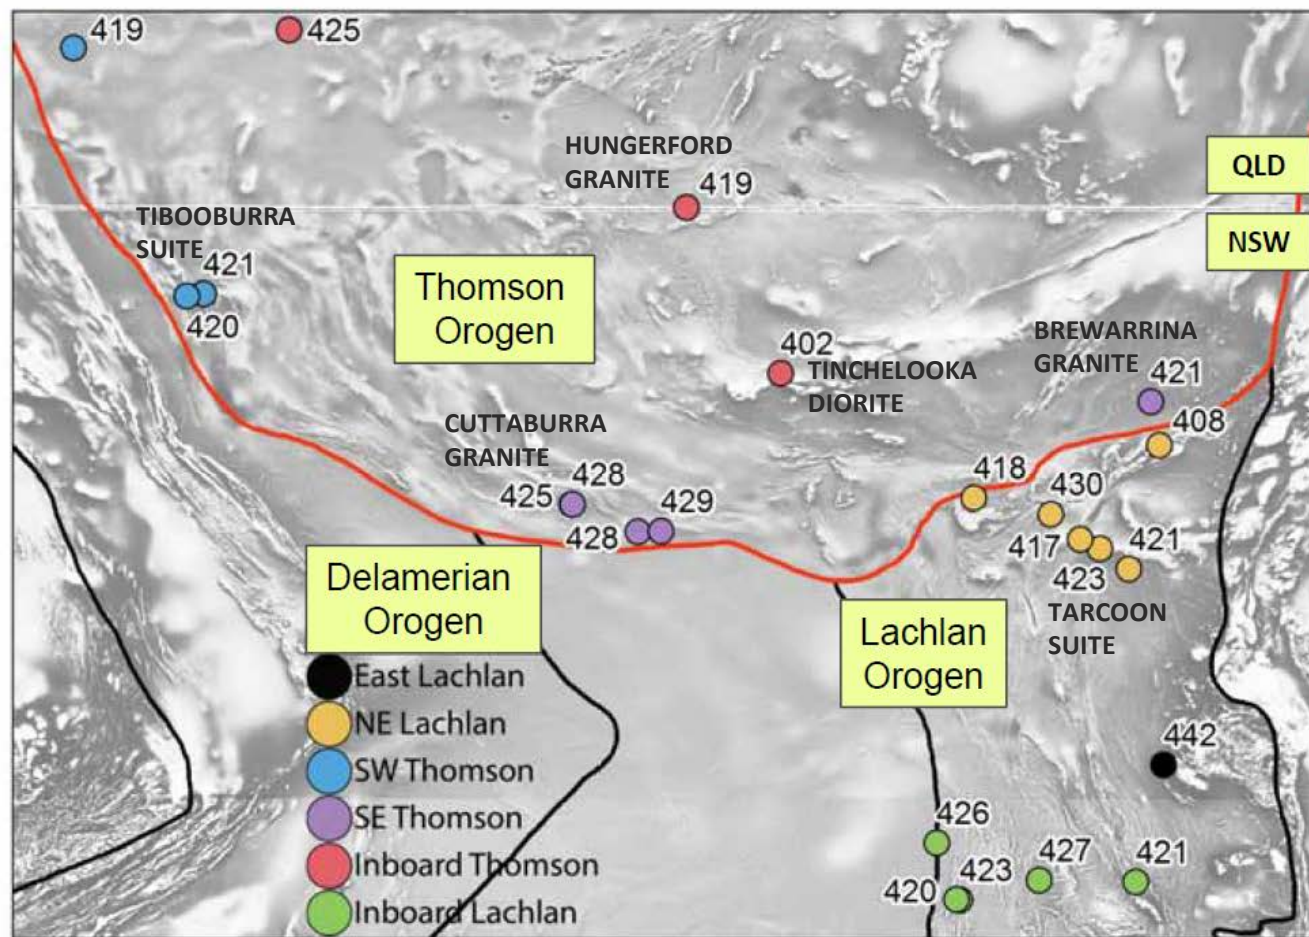 419
425
HUNGERFORD
GRANITE
419
QLD
NSW
TIBOOBURRA
SUITE
421
420
Thomson
Orogen
402
TINCHELOOKA
DIORITE
BREWARRINA
GRANITE
421
408
CUTTABURRA
GRANITE
428
425
429
428
418
430
417
421
423
TARCOON
SUITE
Delamerian
Orogen
Lachlan
Orogen
East Lachlan
NE Lachlan
SW Thomson
SE Thomson
Inboard Thomson
Inboard Lachlan
442
426
423
427
421
420